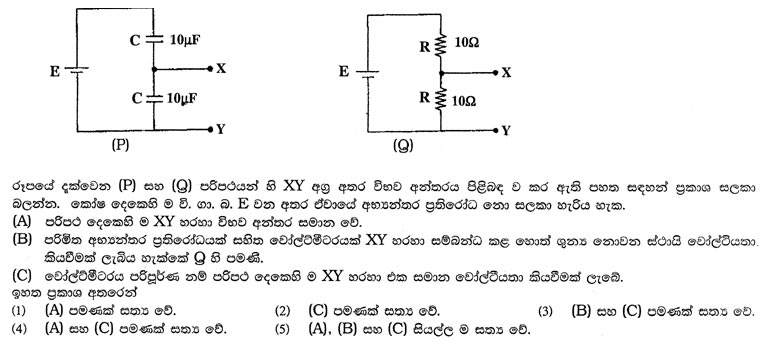 C 10μF
E X
C 10μF
Y
(P)
R 10Ω
E X
R 10Ω
Y
(Q)
රූපයේ දැක්වෙන (P) සහ (Q) පරිපථයන් හි XY අග්‍ර අතර විභව අන්තරය පිළිබඳ ව කර ඇති පහත සඳහන් ප්‍රකාශ සලකා
බලන්න. කෝෂ දෙකෙහි ම වි. ගා. බ. E වන අතර ඒවායේ අභ්‍යන්තර ප්‍රතිරෝධ නො සලකා හැරිය හැක.
(A) පරිපථ දෙකෙහි ම XY හරහා විභව අන්තර සමාන වේ.
(B) පරිමිත අභ්‍යන්තර ප්‍රතිරෝධයක් සහිත වෝල්ට්මීටරයක් XY හරහා සම්බන්ධ කළ හොත් ශුන්‍ය නොවන ස්ථායි වෝල්ටීයතා
කියවීමක් ලැබිය හැක්කේ Q හි පමණි.
(C) වෝල්ට්මීටරය පරිපූර්ණ නම් පරිපථ දෙකෙහි ම XY හරහා එක සමාන වෝල්ටීයතා කියවීමක් ලැබේ.
ඉහත ප්‍රකාශ අතරෙන්
(1) (A) පමණක් සත්‍ය වේ. (2) (C) පමණක් සත්‍ය වේ. (3) (B) සහ (C) පමණක් සත්‍ය වේ.
(4) (A) සහ (C) පමණක් සත්‍ය වේ. (5) (A), (B) සහ (C) සියල්ල ම සත්‍ය වේ.